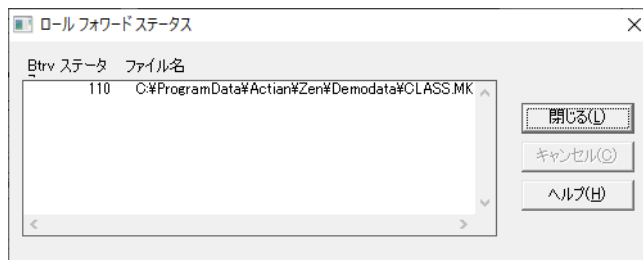 ロール フォワード ステータス
Btrv ステータ ファイル名
110 C:¥ProgramData¥Actian¥Zen¥Demodata¥CLASS.MK
閉じる(L)
キャンセル(C)
ヘルプ(H)